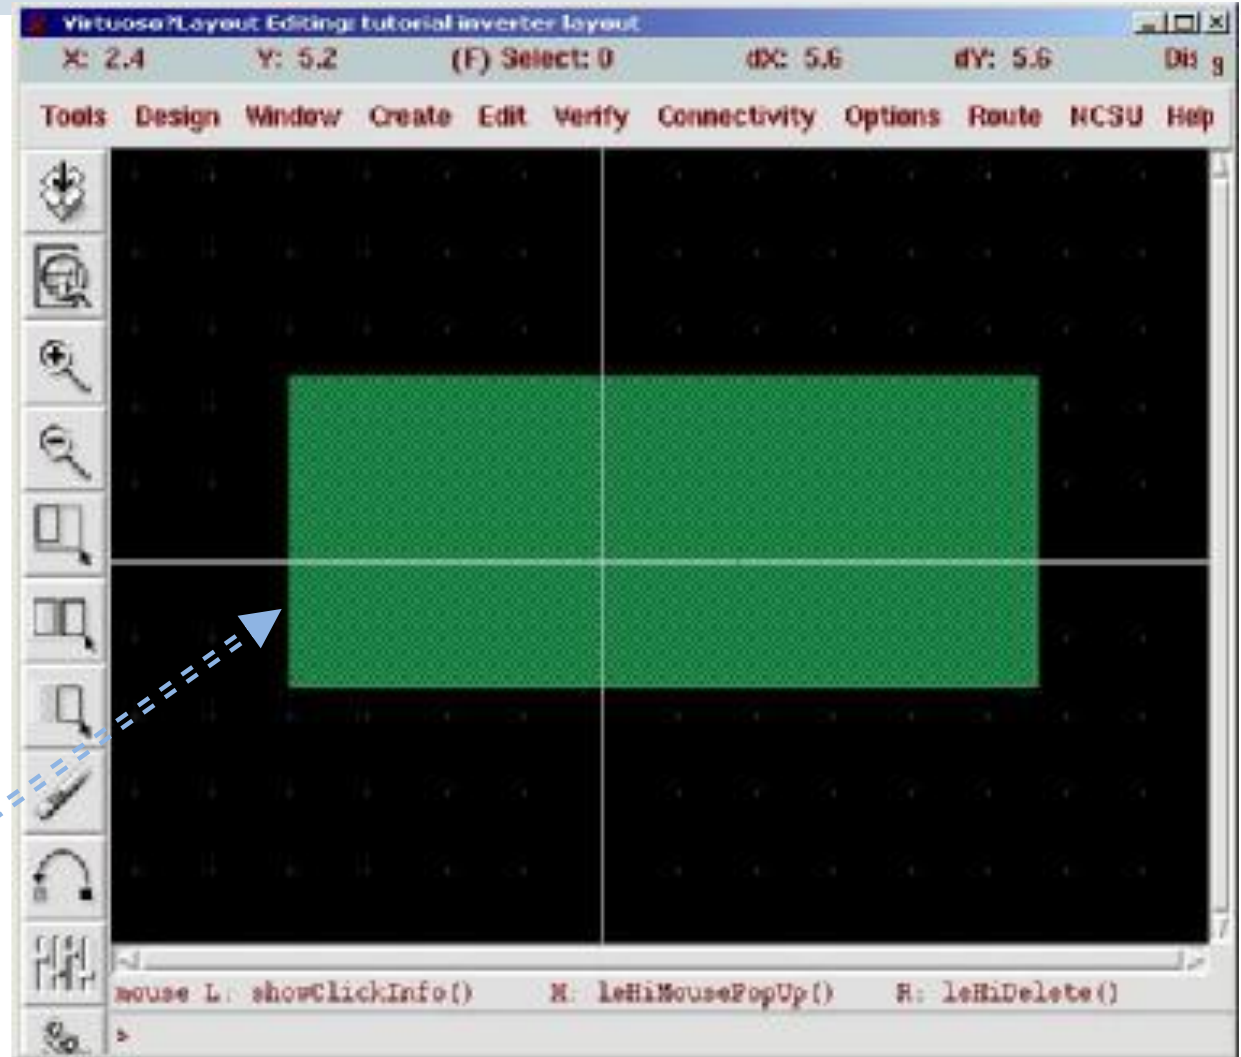 Virtuoso?Layout Editing: tutorial inverter layout
X: 2.4 Y: 5.2 (F) Select: 0 dX: 5.6 dY: 5.6 Dis g
Tools Design Window Create Edit Verify Connectivity Options Route NCSU Help
mouse L: showClickInfo() M: leHiMousePopUp() R: leHiDelete()
>